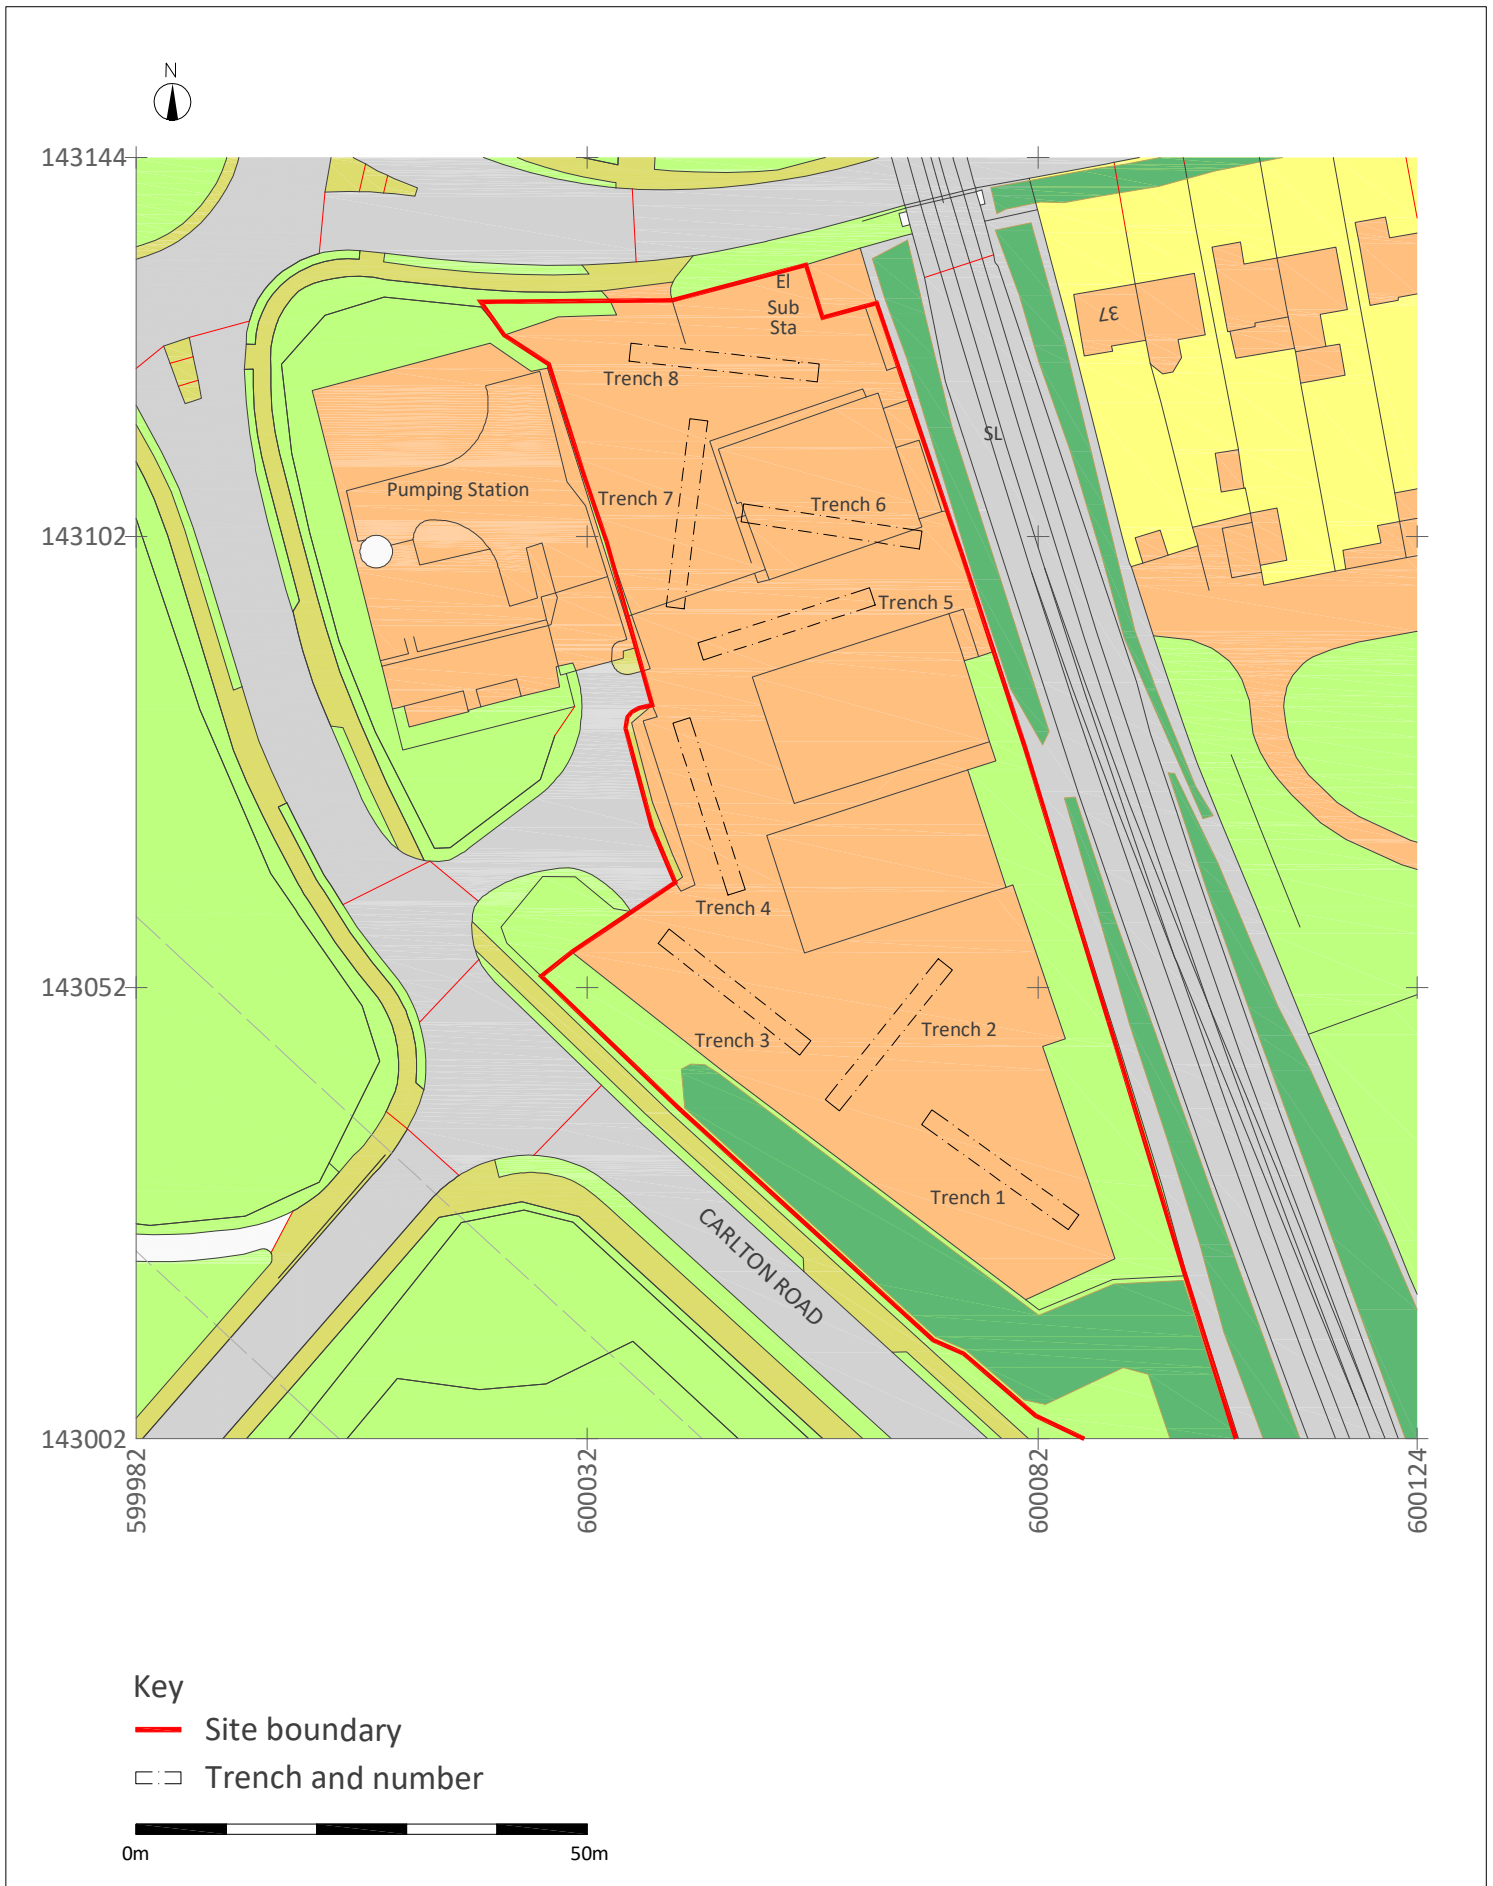 N
143144
El
Sub
Sta
37
Trench 8
SL
Pumping Station
Trench 7
Trench 6
143102
Trench 5
Trench 4
143052
Trench 3
Trench 2
Trench 1
CARLTON ROAD
143002
599982
600032
600082
600124
Key
Site boundary
Trench and number
0m
50m